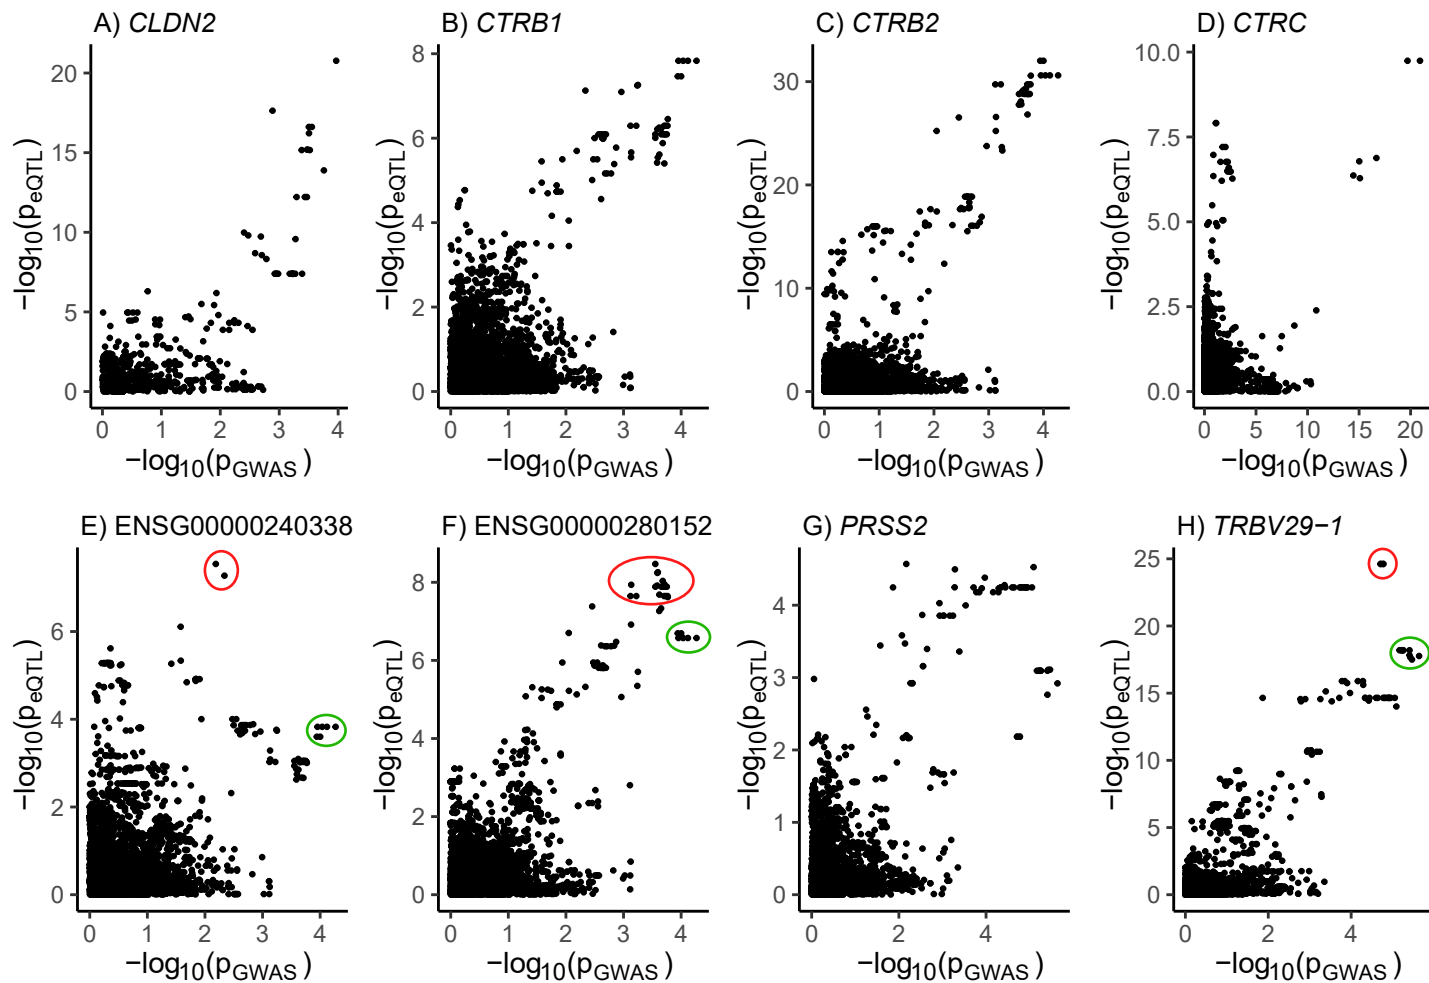 A) CLDN2
B) CTRB1
C) CTRB2
D) CTRC
−log10(peQTL)
20
15
10
5
0
0 1 2 3 4
−log10(pGWAS)
−log10(peQTL)
8
6
4
2
0
0 1 2 3 4
−log10(pGWAS)
−log10(peQTL)
30
20
10
0
0 1 2 3 4
−log10(pGWAS)
−log10(peQTL)
10.0
7.5
5.0
2.5
0.0
0 5 10 15 20
−log10(pGWAS)
E) ENSG00000240338
F) ENSG00000280152
G) PRSS2
H) TRBV29−1
−log10(peQTL)
6
4
2
0
0 1 2 3 4
−log10(pGWAS)
−log10(peQTL)
8
6
4
2
0
0 1 2 3 4
−log10(pGWAS)
−log10(peQTL)
4
3
2
1
0
0 2 4
−log10(pGWAS)
−log10(peQTL)
25
20
15
10
5
0
0 2 4
−log10(pGWAS)